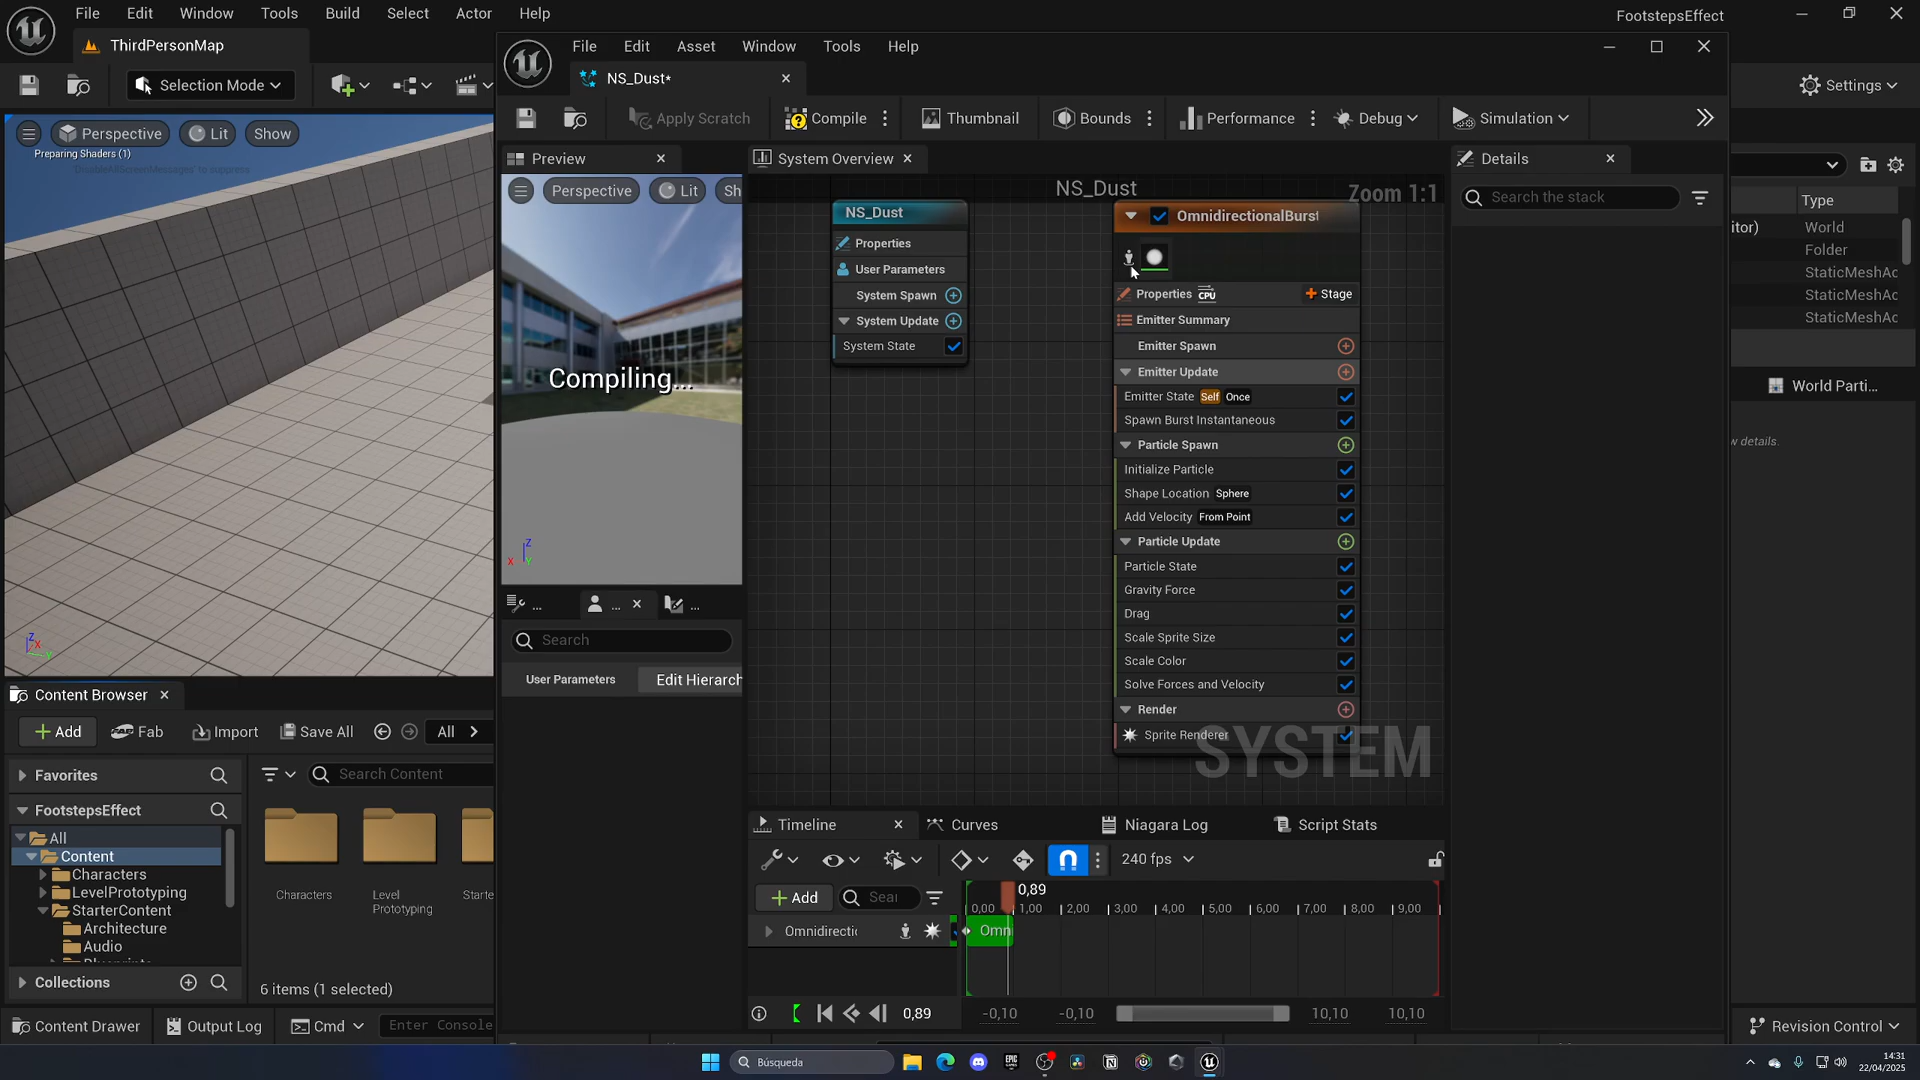 File Edit Window Tools Build Select Actor Help
FootstepsEffect
ThirdPersonMap
Selection Mode
Settings
Perspective Lit Show
Preparing Shaders (1)
'DisableAllScreenMessages' to suppress
File Edit Asset Window Tools Help
NS_Dust*
Apply Scratch Compile Thumbnail Bounds Performance Debug Simulation
Preview
Perspective Lit Sh
Compiling...
Z
X Y
Search
User Parameters Edit Hierarch
System Overview
NS_Dust
Zoom 1:1
NS_Dust
Properties
User Parameters
System Spawn
System Update
System State
OmnidirectionalBurst
Properties CPU Stage
Emitter Summary
Emitter Spawn
Emitter Update
Emitter State Self Once
Spawn Burst Instantaneous
Particle Spawn
Initialize Particle
Shape Location Sphere
Add Velocity From Point
Particle Update
Particle State
Gravity Force
Drag
Scale Sprite Size
Scale Color
Solve Forces and Velocity
Render
Sprite Renderer
SYSTEM
Details
Search the stack
Type
itor) World
Folder
StaticMeshAc
StaticMeshAc
StaticMeshAc
World Parti...
w details.
Z
X
Y
Content Browser
Add Fab Import Save All All
Favorites
Search Content
FootstepsEffect
All
Content
Characters
LevelPrototyping
StarterContent
Architecture
Audio
Collections
Characters
Level
Prototyping
Starte
6 items (1 selected)
Timeline Curves Niagara Log Script Stats
240 fps
Add Sear
0,89
0,00 1,00 2,00 3,00 4,00 5,00 6,00 7,00 8,00 9,00
Omnidirectic
Omn
0,89 -0,10 -0,10 10,10 10,10
Content Drawer Output Log Cmd Enter Console
Revision Control
Búsqueda
EPIC
GAMES
14:31
22/04/2025